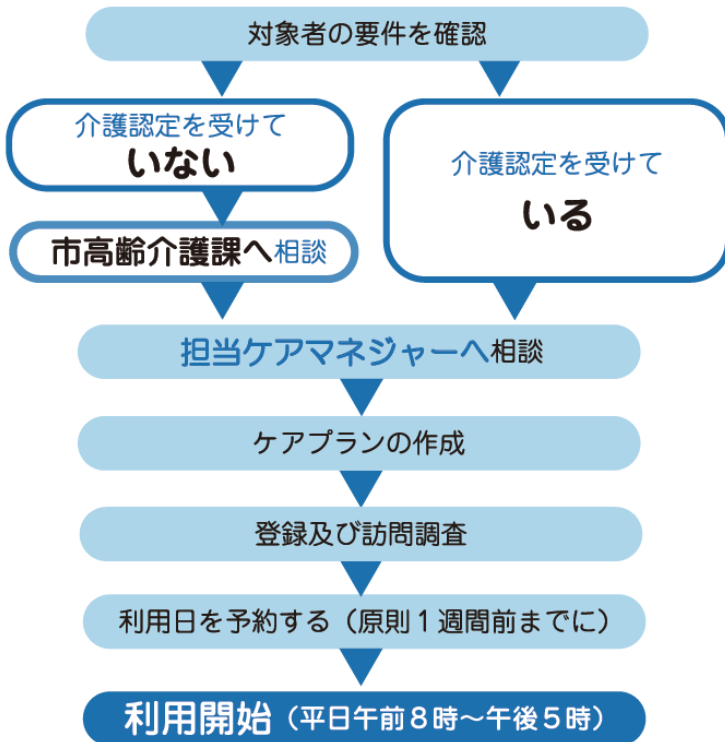 対象者の要件を確認
介護認定を受けて
いない
市高齢介護課へ相談
介護認定を受けて
いる
担当ケアマネジャーへ相談
ケアプランの作成
登録及び訪問調査
利用日を予約する（原則１週間前までに）
利用開始（平日午前８時～午後５時）